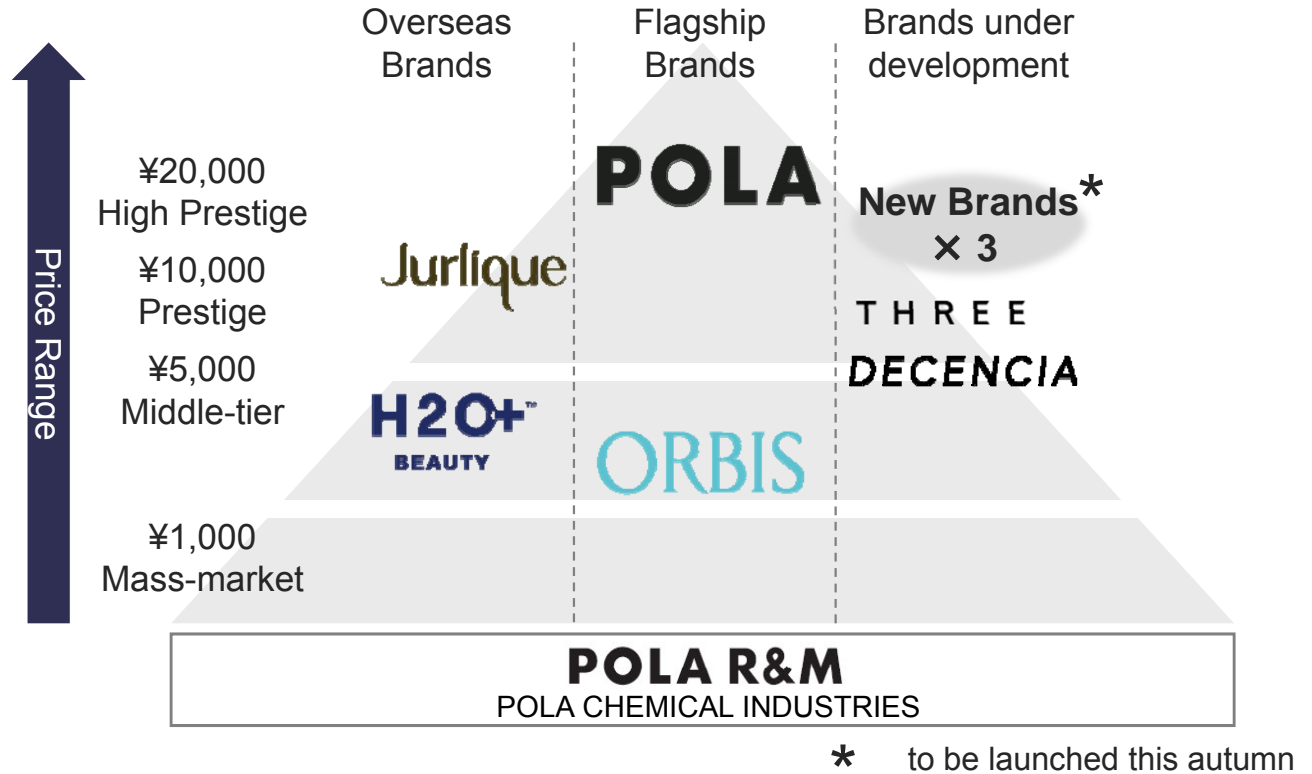 Overseas
Brands
Flagship
Brands
Brands under
development
Price Range
¥20,000
High Prestige
¥10,000
Prestige
¥5,000
Middle-tier
¥1,000
Mass-market
POLA
New Brands*
× 3
Jurlique
THREE
DECENCIA
H2O+™
BEAUTY
ORBIS
POLA R&M
POLA CHEMICAL INDUSTRIES
* to be launched this autumn